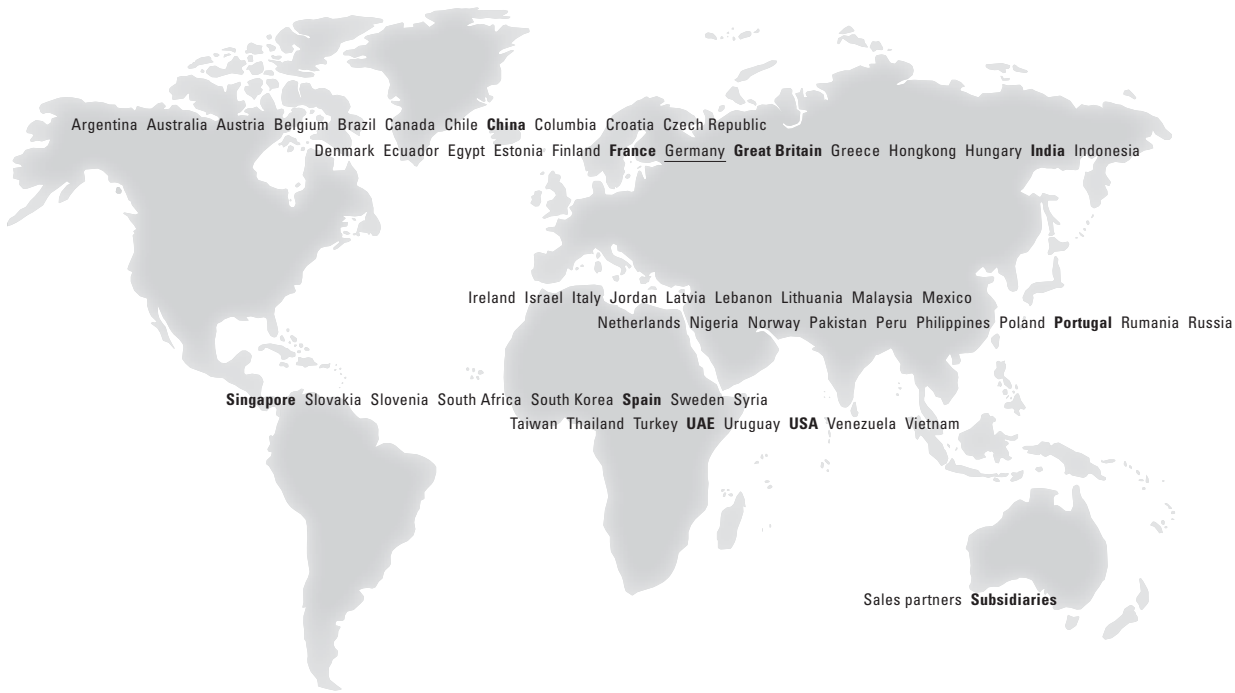 Argentina Australia Austria Belgium Brazil Canada Chile China Columbia Croatia Czech Republic
Denmark Ecuador Egypt Estonia Finland France Germany Great Britain Greece Hongkong Hungary India Indonesia
Ireland Israel Italy Jordan Latvia Lebanon Lithuania Malaysia Mexico
Netherlands Nigeria Norway Pakistan Peru Philippines Poland Portugal Rumania Russia
Singapore Slovakia Slovenia South Africa South Korea Spain Sweden Syria
Taiwan Thailand Turkey UAE Uruguay USA Venezuela Vietnam
Sales partners Subsidiaries